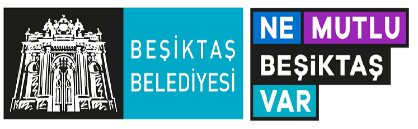 BEŞİKTAŞ
BELEDİYESİ
NE MUTLU
BEŞİKTAŞ
VAR